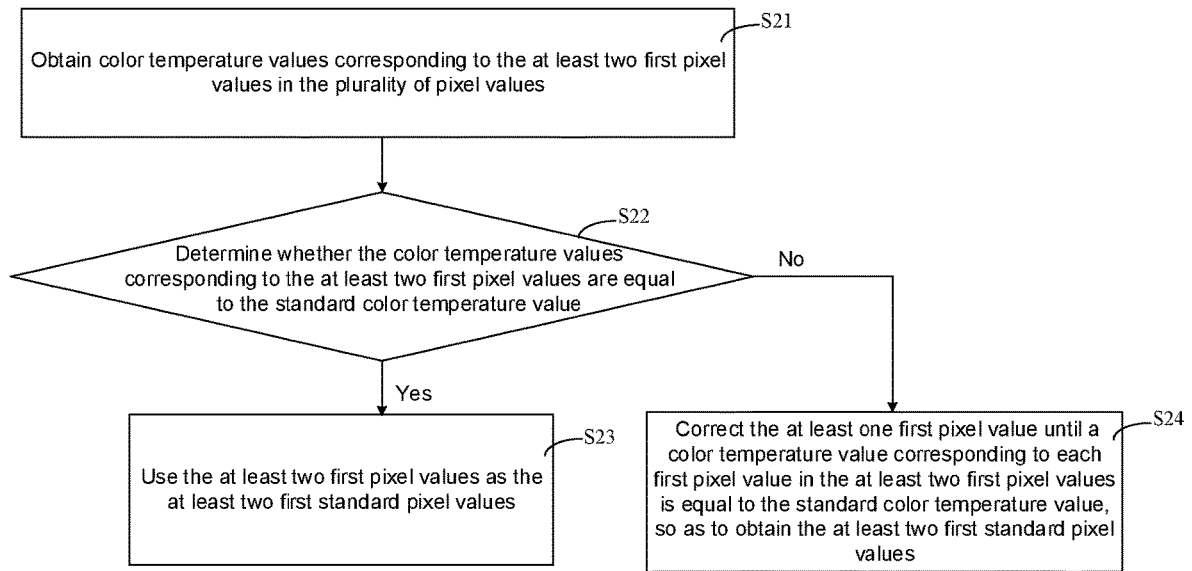 S21
Obtain color temperature values corresponding to the at least two first pixel
values in the plurality of pixel values
S22
Determine whether the color temperature values
corresponding to the at least two first pixel values are equal
to the standard color temperature value
No
Yes
S23
Use the at least two first pixel values as the
at least two first standard pixel values
S24
Correct the at least one first pixel value until a
color temperature value corresponding to each
first pixel value in the at least two first pixel values
is equal to the standard color temperature value,
so as to obtain the at least two first standard pixel
values